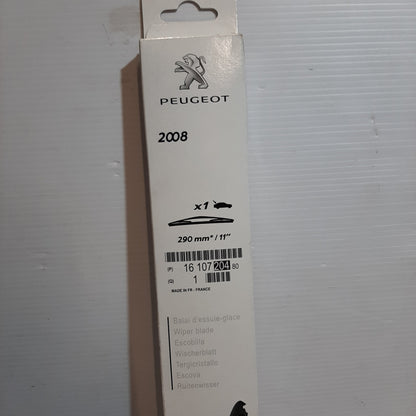 PEUGEOT
2008
x1
290 mm* / 11"
(P) 16 107 204 80
(Q) 1
MADE IN FR - FRANCE
Balai d'essuie-glace
Wiper blade
Escobilla
Wischerblatt
Tergicristallo
Escova
Ruitenwisser